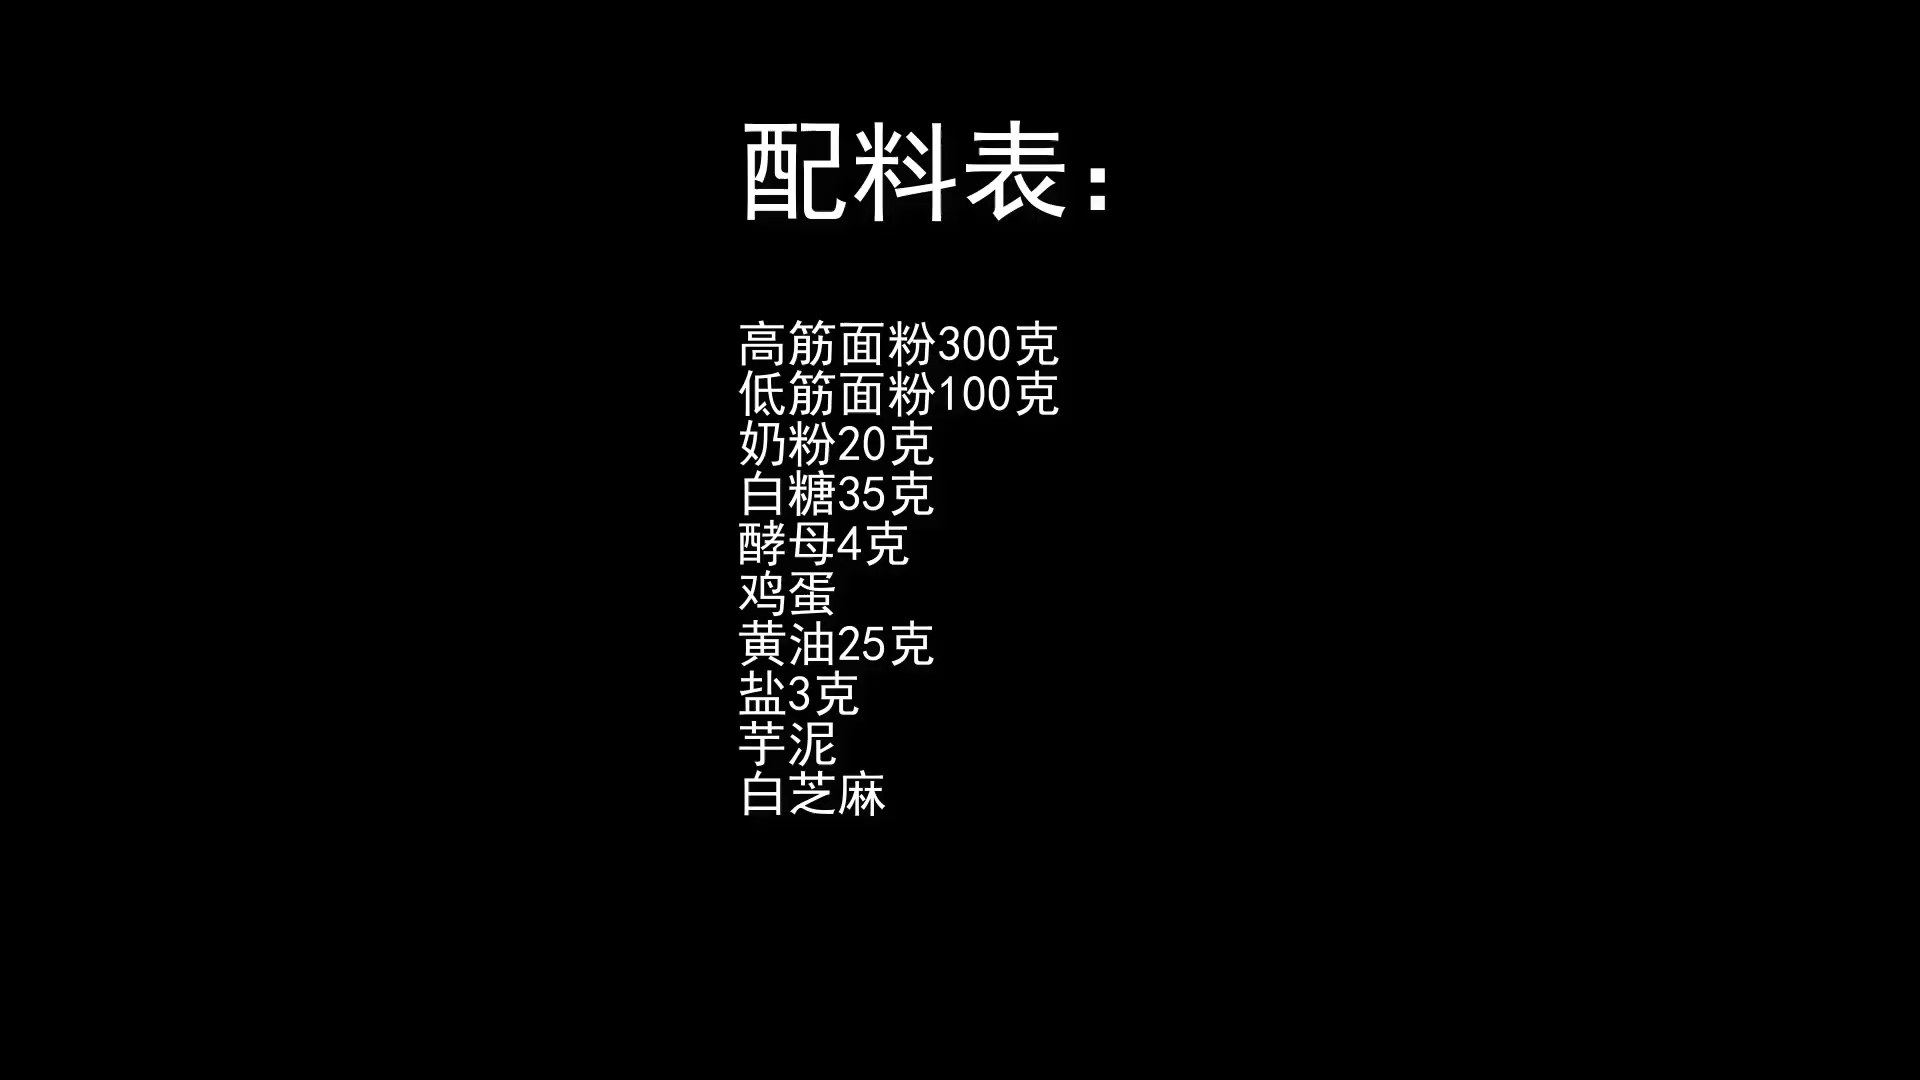 配料表：
高筋面粉300克
低筋面粉100克
奶粉20克
白糖35克
酵母4克
鸡蛋
黄油25克
盐3克
芋泥
白芝麻